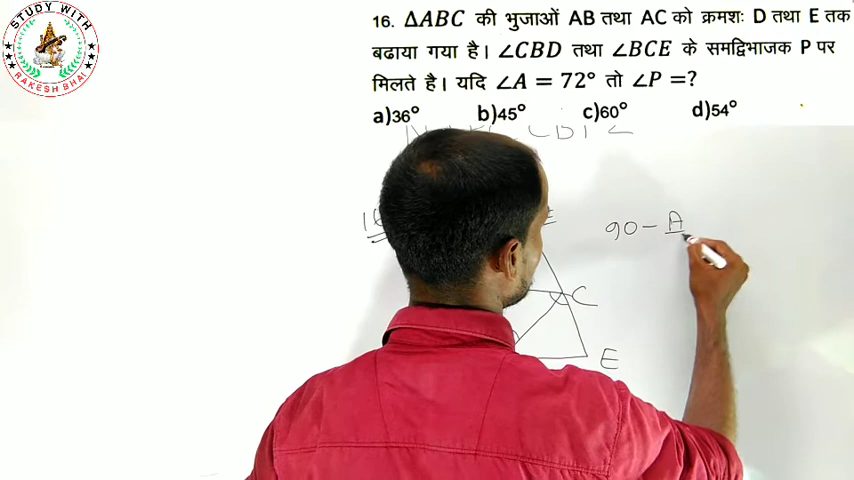 STUDY WITH
RAKESH BHAI
16. ΔABC की भुजाओं AB तथा AC को क्रमशः D तथा E तक
बढाया गया है। ∠CBD तथा ∠BCE के समद्विभाजक P पर
मिलते है। यदि ∠A = 72° तो ∠P =?
a)36° b)45° c)60° d)54°
90 - A
C
E